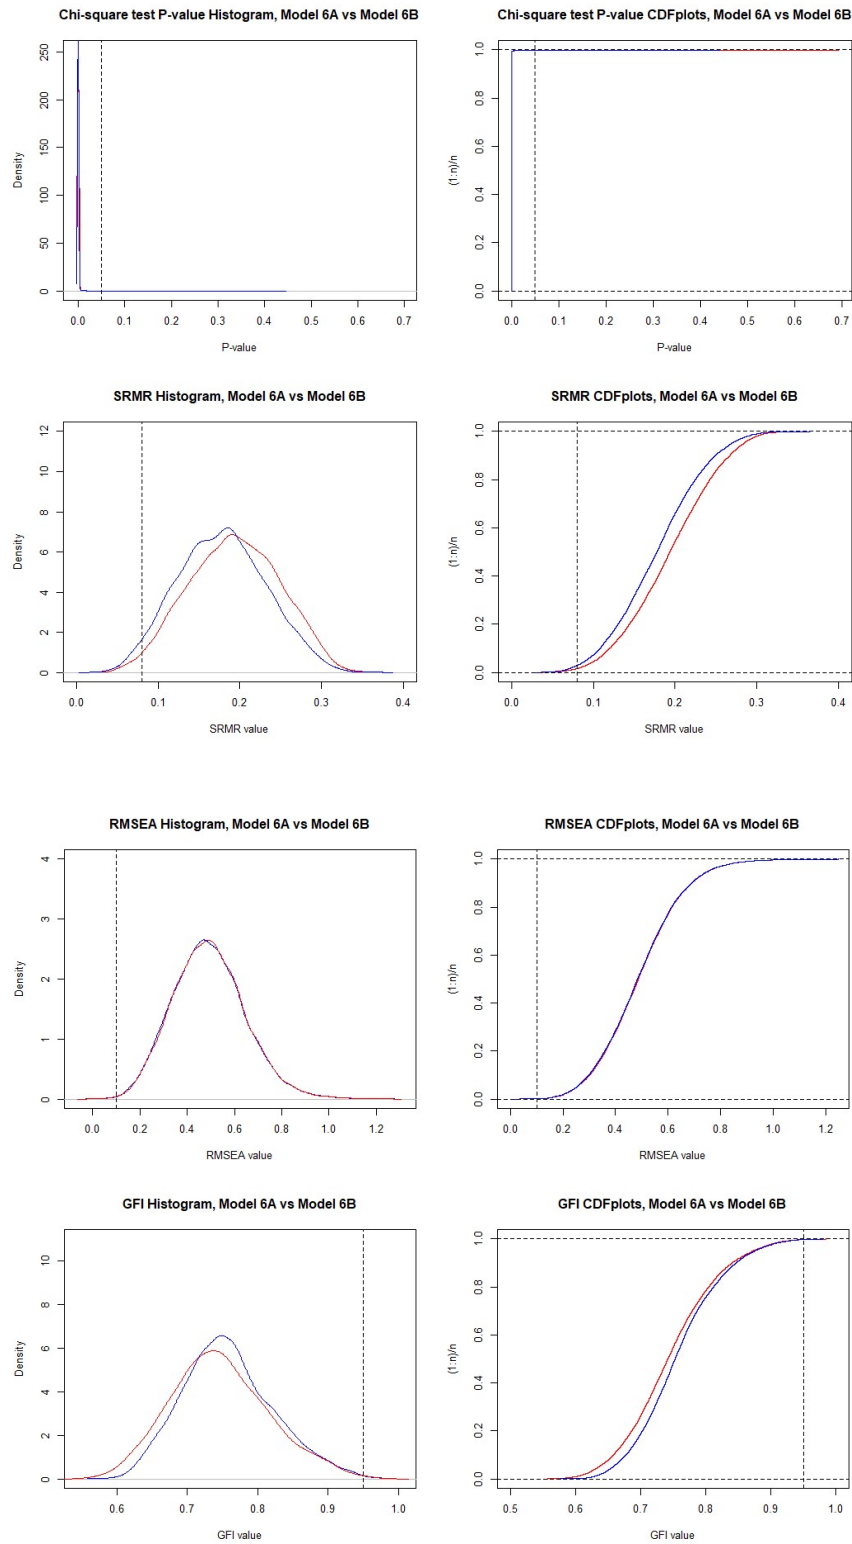 Chi-square test P-value Histogram, Model 6A vs Model 6B
Density
0 50 100 150 200 250
0.0 0.1 0.2 0.3 0.4 0.5 0.6 0.7
P-value
Chi-square test P-value CDFplots, Model 6A vs Model 6B
(1:n)/n
0.0 0.2 0.4 0.6 0.8 1.0
0.0 0.1 0.2 0.3 0.4 0.5 0.6 0.7
P-value
SRMR Histogram, Model 6A vs Model 6B
Density
0 2 4 6 8 10 12
0.0 0.1 0.2 0.3 0.4
SRMR value
SRMR CDFplots, Model 6A vs Model 6B
(1:n)/n
0.0 0.2 0.4 0.6 0.8 1.0
0.0 0.1 0.2 0.3 0.4
SRMR value
RMSEA Histogram, Model 6A vs Model 6B
Density
0 1 2 3 4
0.0 0.2 0.4 0.6 0.8 1.0 1.2
RMSEA value
RMSEA CDFplots, Model 6A vs Model 6B
(1:n)/n
0.0 0.2 0.4 0.6 0.8 1.0
0.0 0.2 0.4 0.6 0.8 1.0 1.2
RMSEA value
GFI Histogram, Model 6A vs Model 6B
Density
0 2 4 6 8 10
0.6 0.7 0.8 0.9 1.0
GFI value
GFI CDFplots, Model 6A vs Model 6B
(1:n)/n
0.0 0.2 0.4 0.6 0.8 1.0
0.5 0.6 0.7 0.8 0.9 1.0
GFI value